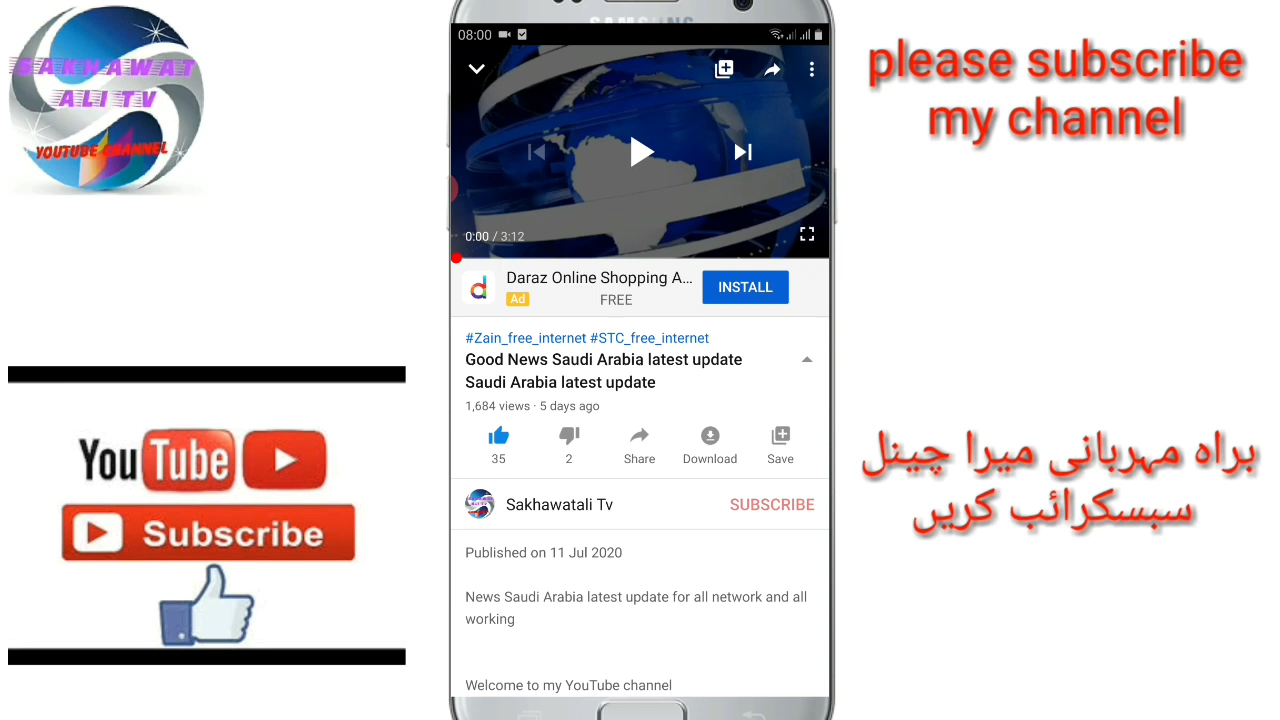 SAKHAWAT
ALI TV
YOUTUBE CHANNEL
YouTube
Subscribe
SAMSUNG
08:00
0:00 / 3:12
Daraz Online Shopping A...
Ad
FREE
INSTALL
#Zain_free_internet #STC_free_internet
Good News Saudi Arabia latest update
Saudi Arabia latest update
1,684 views · 5 days ago
35
2
Share
Download
Save
Sakhawatali Tv
SUBSCRIBE
Published on 11 Jul 2020
News Saudi Arabia latest update for all network and all
working
Welcome to my YouTube channel
please subscribe
my channel
براہ مہربانی میرا چینل
سبسکرائب کریں